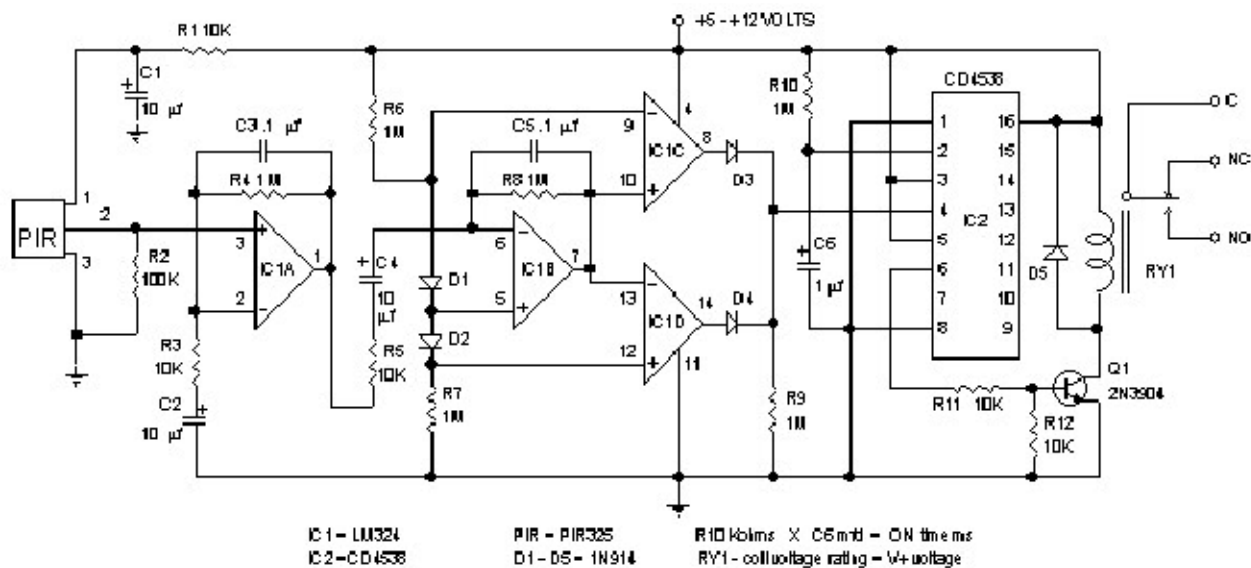 +5 - +12 VOLTS
R1 10K
C1
10 µf
R6
1M
R10
1M
CD4538
C3 .1 µf
R4 1M
C5 .1 µf
R8 1M
9
4
8
IC1C
10
D3
1
2
3
4
5
6
7
8
16
15
14
13
12
11
10
9
IC2
NC
NO
RY1
D5
PIR
1
2
3
R2
100K
3
2
1
IC1A
C4
10
µf
6
5
7
IC1B
D1
D2
13
12
14
11
IC1D
D4
C6
1 µf
R3
10K
R5
10K
C2
10 µf
R7
1M
R9
1M
R11 10K
R12
10K
Q1
2N3904
IC1 = LM324
PIR = PIR325
R10 Kohms X C6 mfd = ON time ms
IC2=CD4538
D1 - D5 = 1N914
RY1 - coil voltage rating = V+ voltage